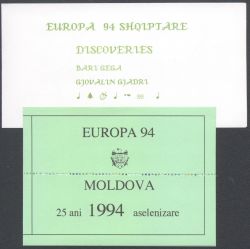 EUROPA 94 SHQIPTARE
DISCOVERIES
BARI GEGA
GJOVALIN GJADRI
EUROPA 94
MOLDOVA
25 ani 1994 aselenizare